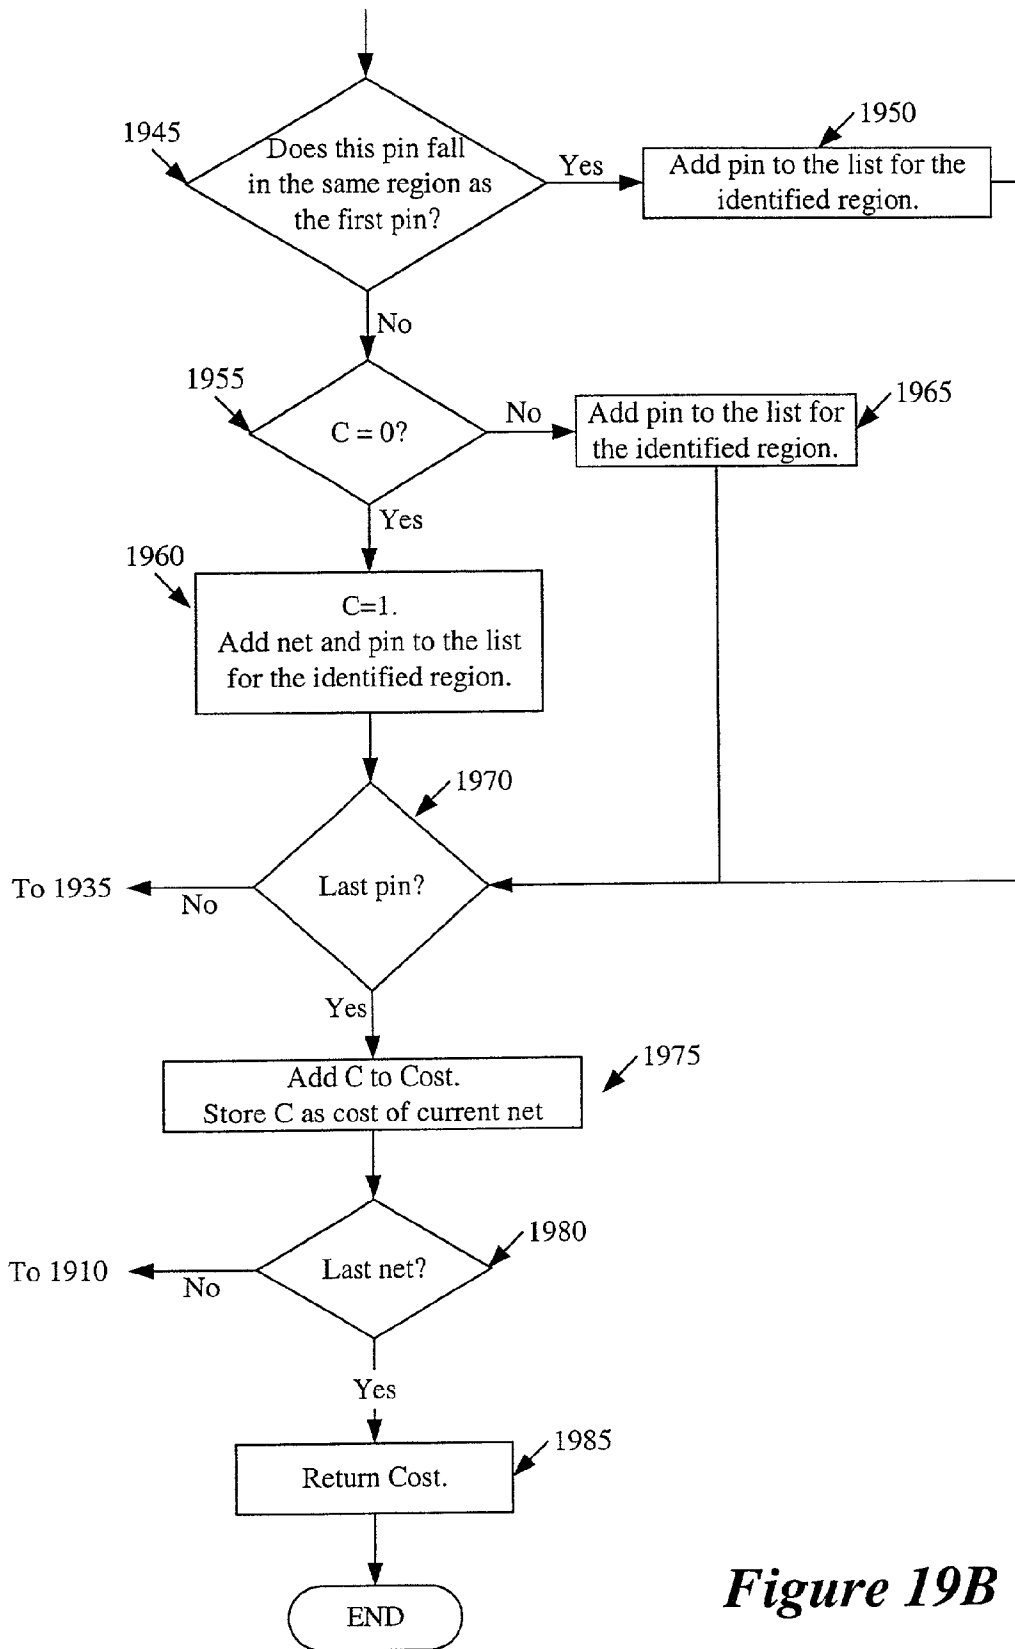 1945
Does this pin fall
in the same region as
the first pin?
Yes
1950
Add pin to the list for the
identified region.
No
1955
C = 0?
No
Add pin to the list for
the identified region.
1965
Yes
1960
C=1.
Add net and pin to the list
for the identified region.
1970
Last pin?
To 1935
No
Yes
1975
Add C to Cost.
Store C as cost of current net
1980
Last net?
To 1910
No
Yes
1985
Return Cost.
END
Figure 19B